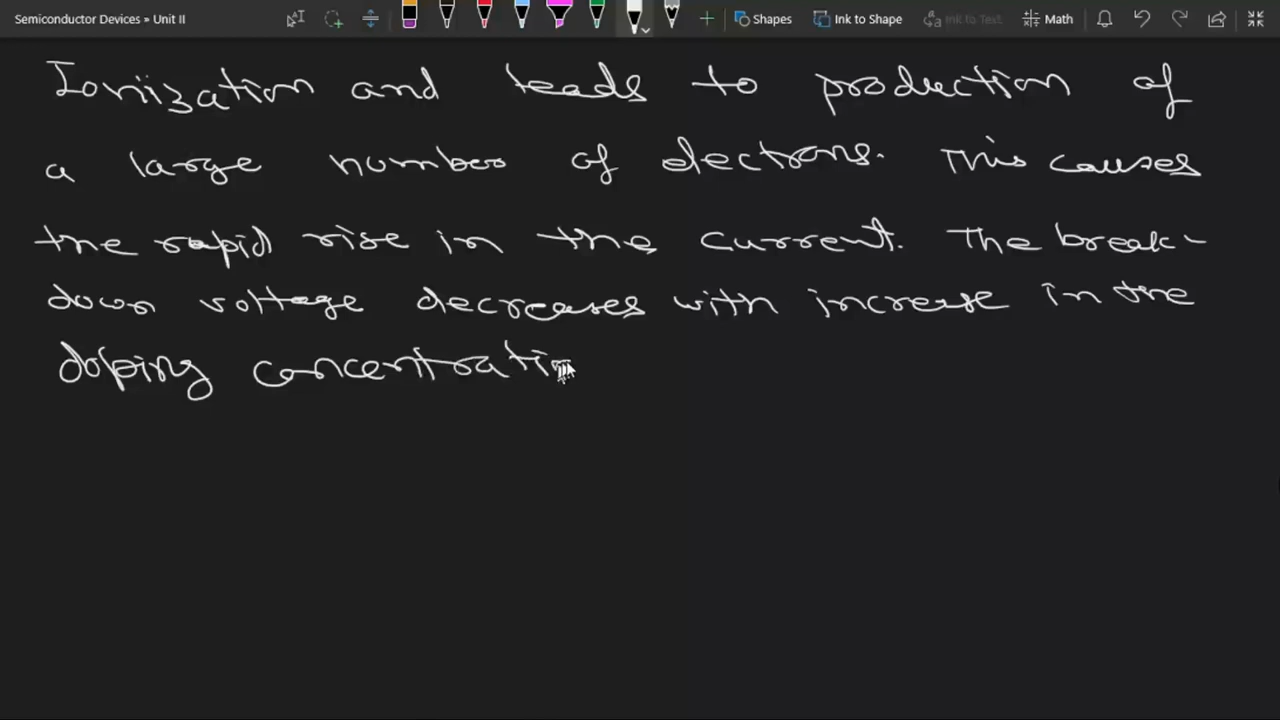 Semiconductor Devices » Unit II
Shapes Ink to Shape Ink to Text Math
Ionization and leads to production of
a large number of electrons. This causes
the rapid rise in the current. The break-
down voltage decreases with increase in the
doping concentratin